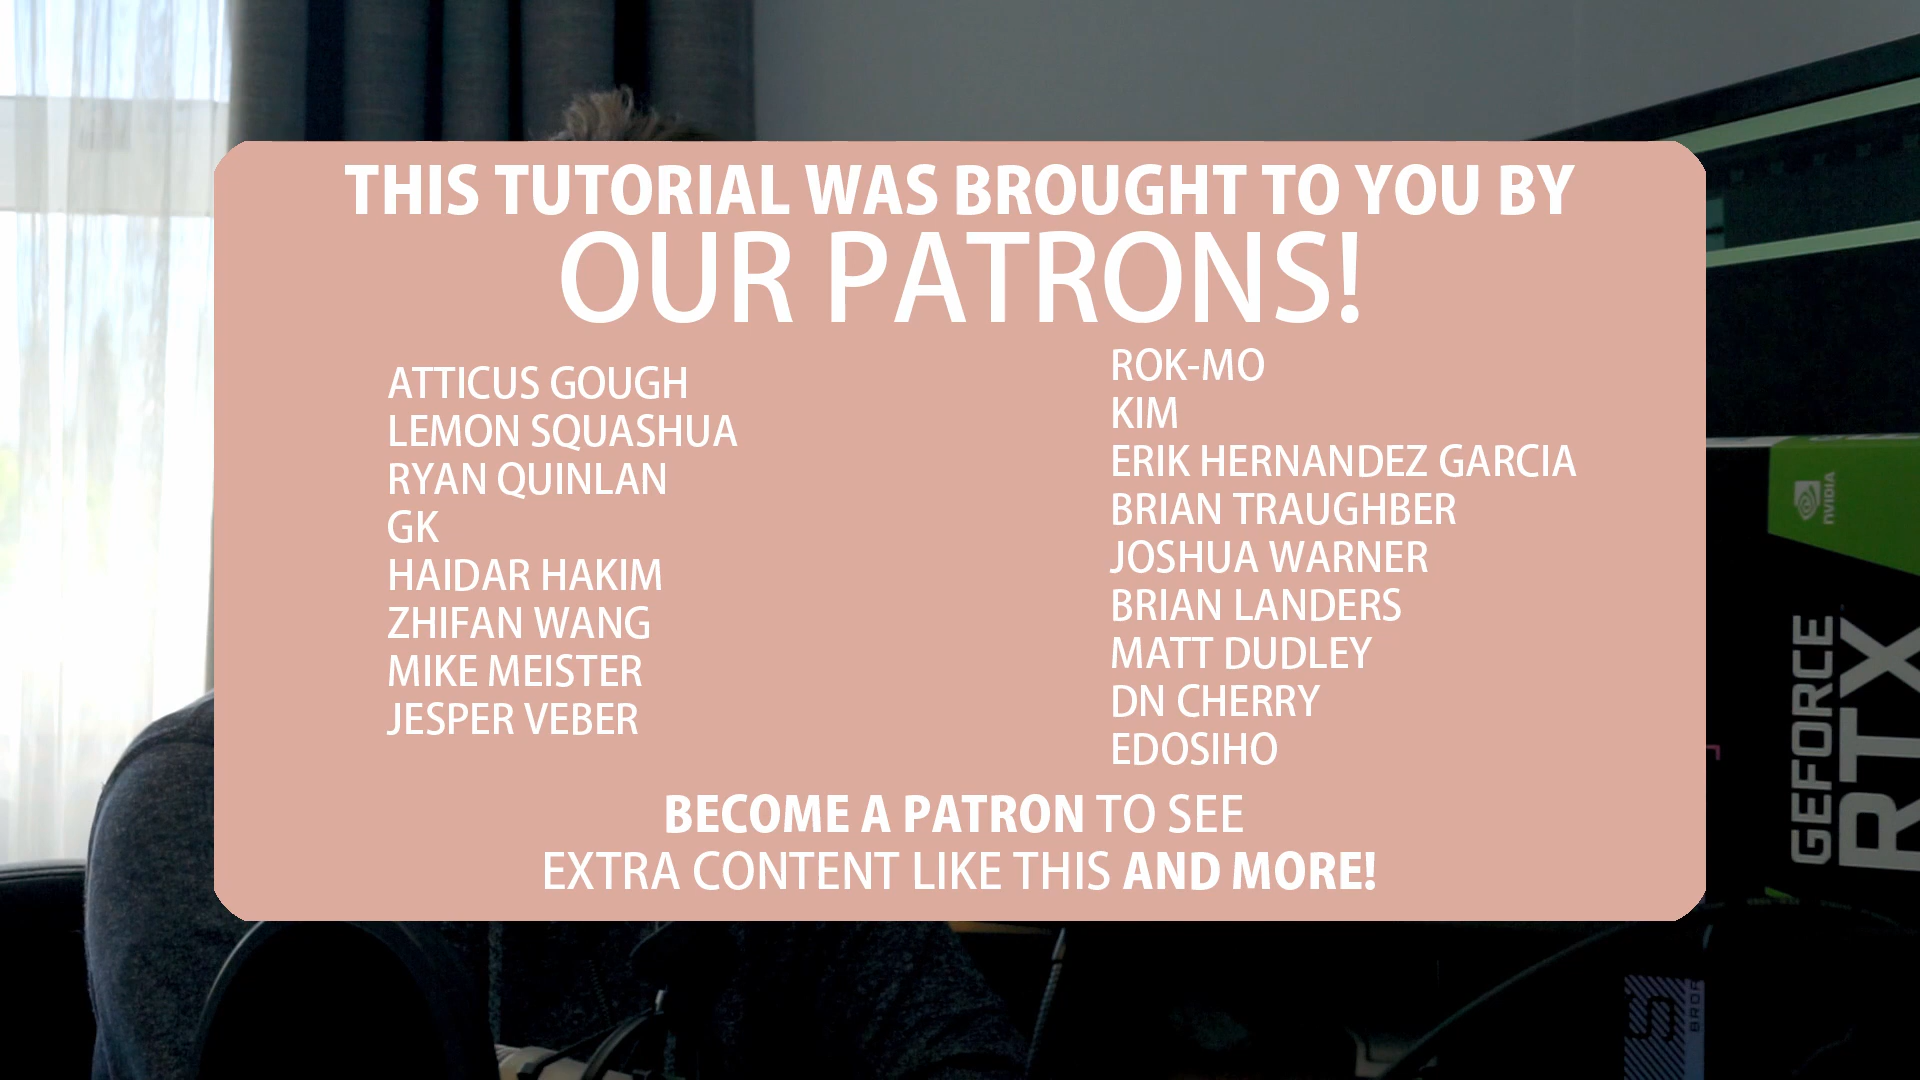 THIS TUTORIAL WAS BROUGHT TO YOU BY
OUR PATRONS!
ATTICUS GOUGH
LEMON SQUASHUA
RYAN QUINLAN
GK
HAIDAR HAKIM
ZHIFAN WANG
MIKE MEISTER
JESPER VEBER
ROK-MO
KIM
ERIK HERNANDEZ GARCIA
BRIAN TRAUGHBER
JOSHUA WARNER
BRIAN LANDERS
MATT DUDLEY
DN CHERRY
EDOSIHO
BECOME A PATRON TO SEE
EXTRA CONTENT LIKE THIS AND MORE!
NVIDIA
GEFORCE
RTX